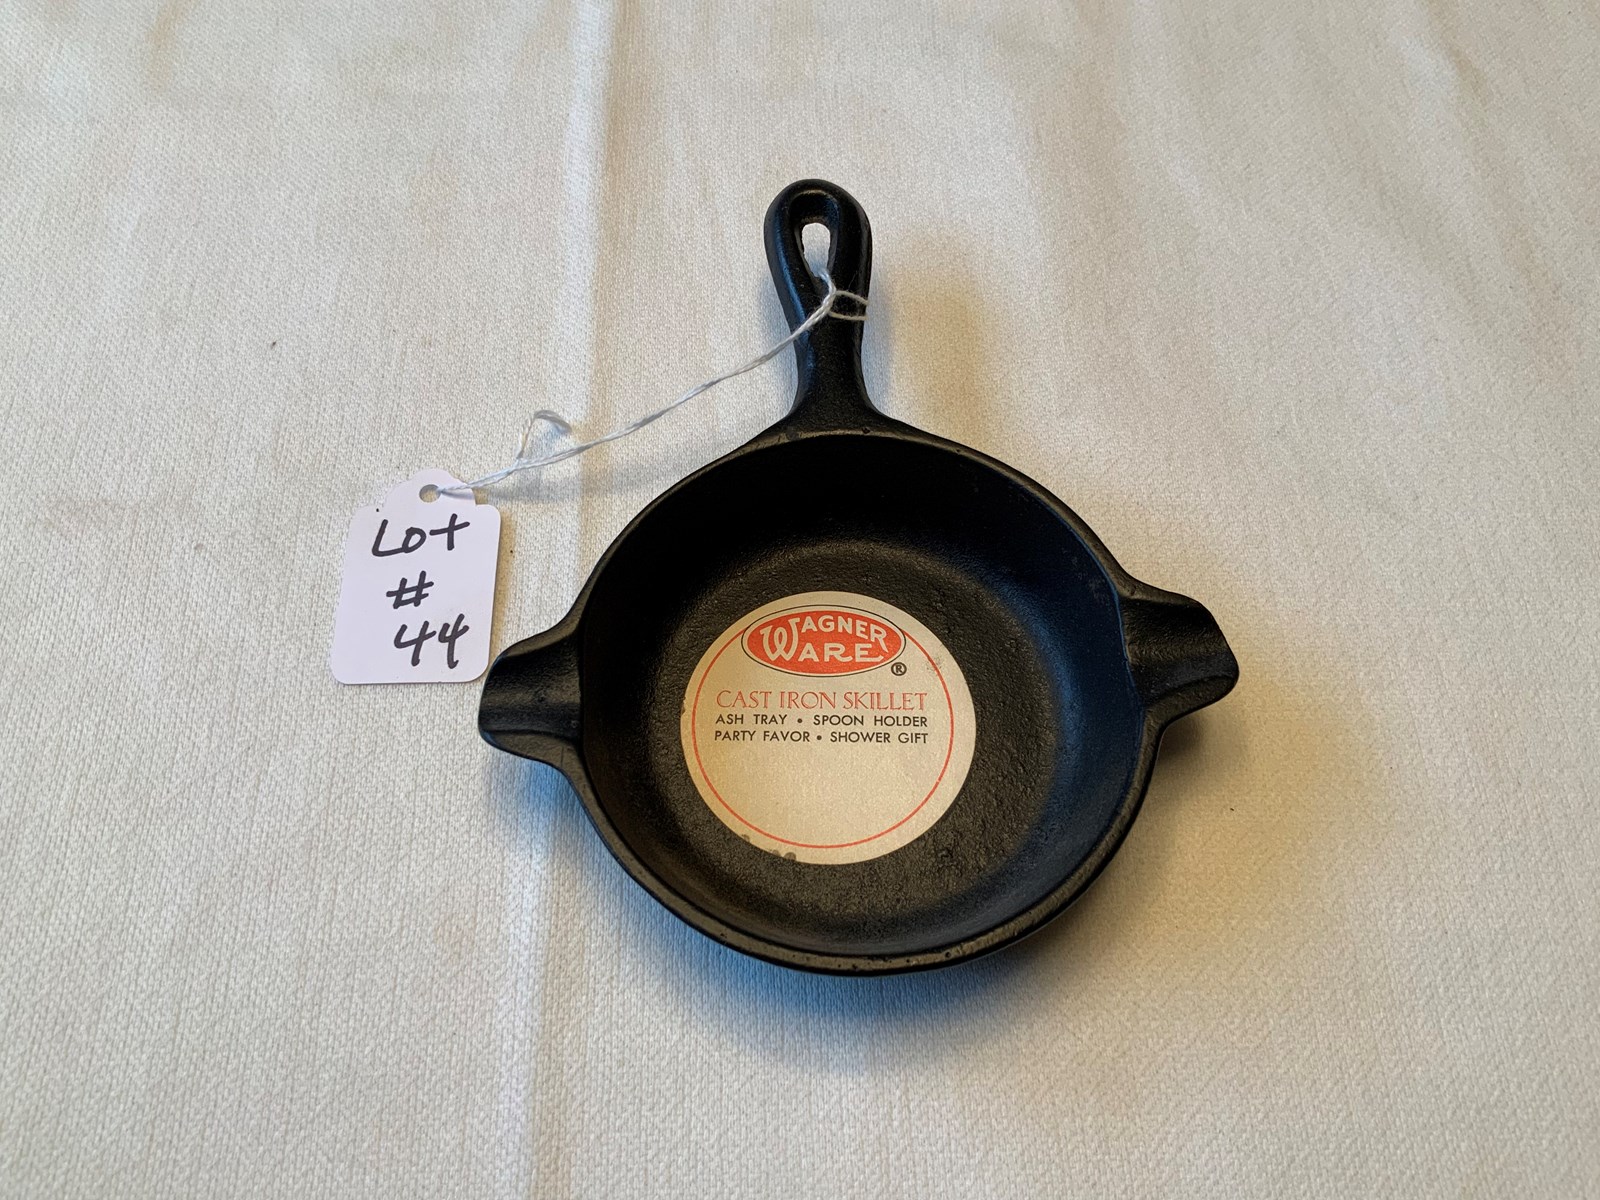 Lot
#
44
WAGNER
WARE ®
CAST IRON SKILLET
ASH TRAY • SPOON HOLDER
PARTY FAVOR • SHOWER GIFT